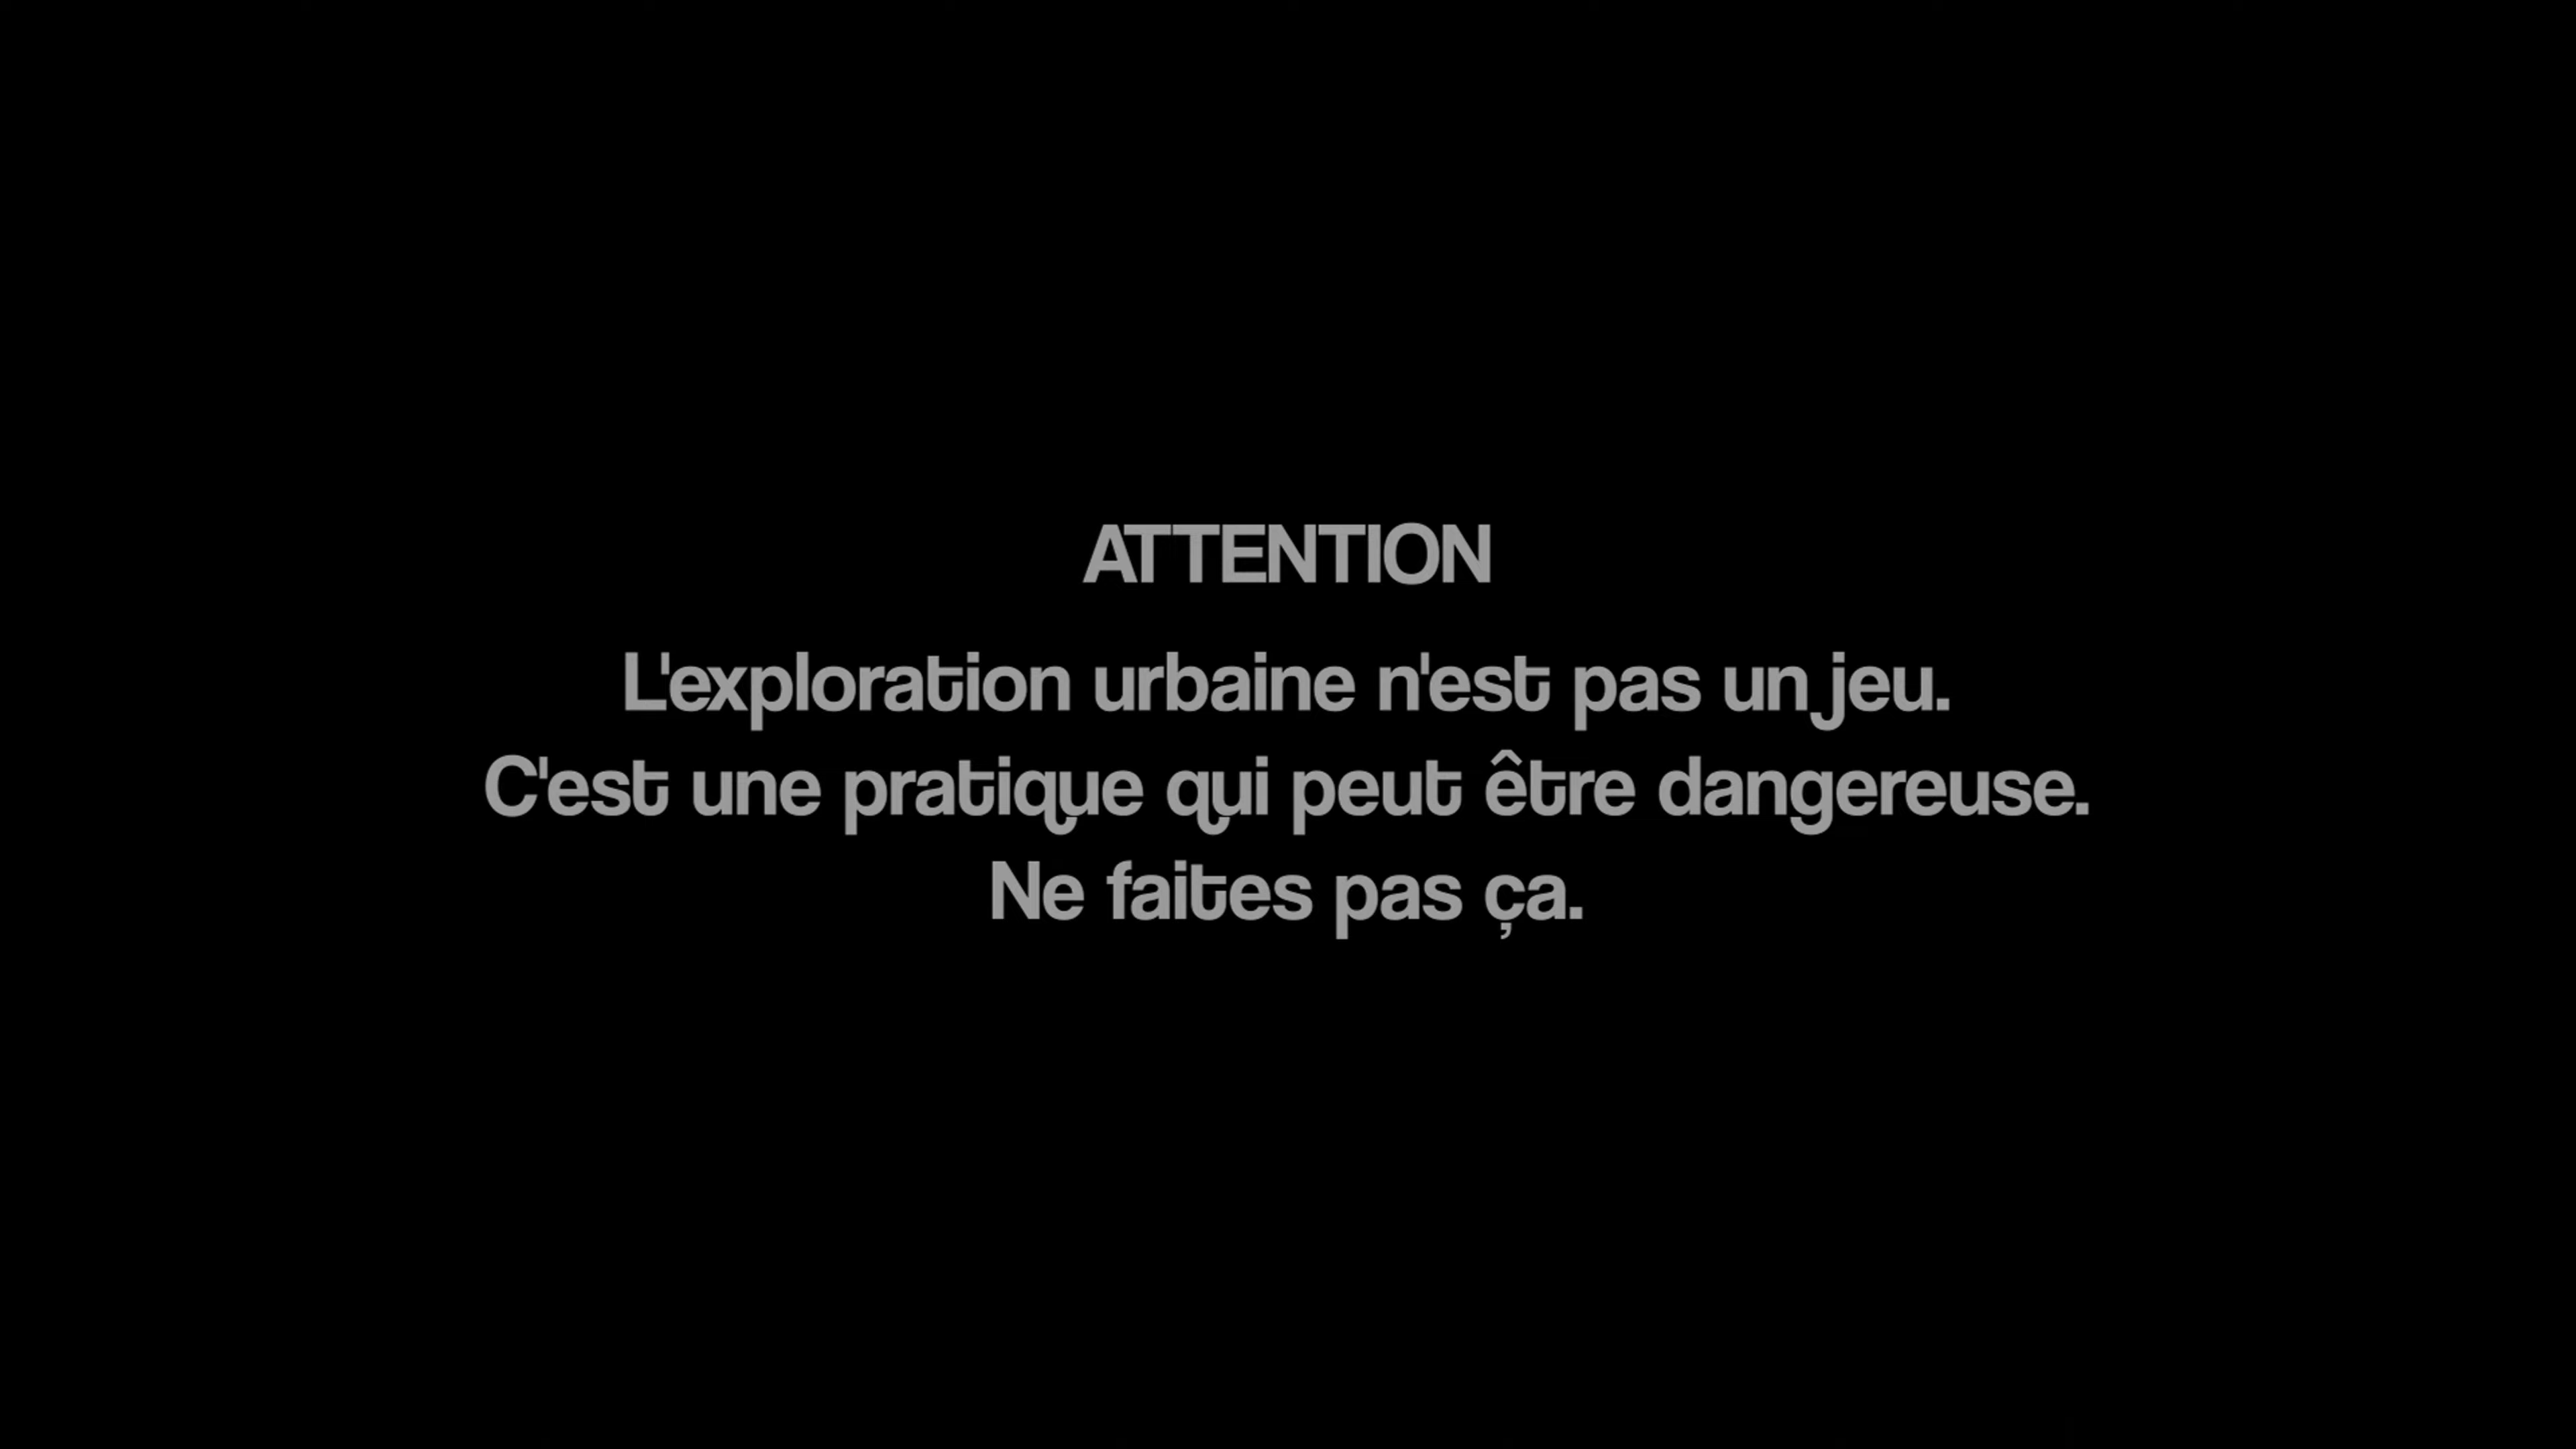 ATTENTION
L'exploration urbaine n'est pas un jeu.
C'est une pratique qui peut être dangereuse.
Ne faites pas ça.